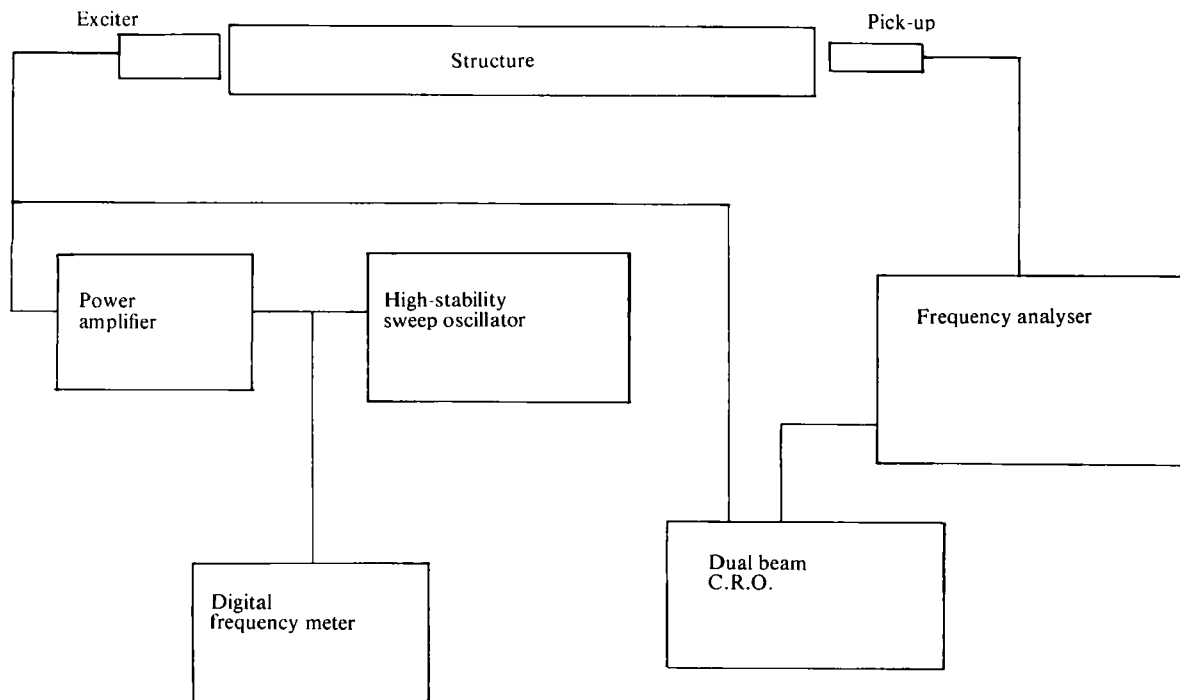 Exciter
Pick-up
Structure
Power
amplifier
High-stability
sweep oscillator
Frequency analyser
Dual beam
C.R.O.
Digital
frequency meter